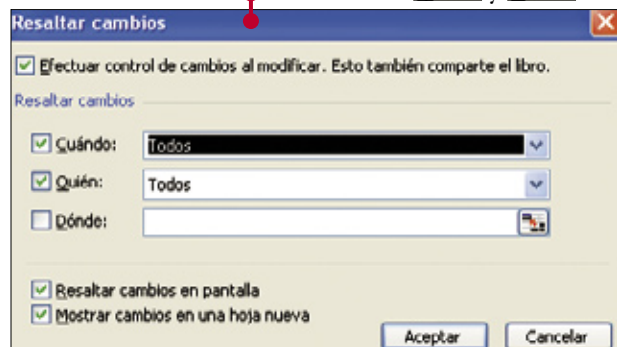 y
Resaltar cambios
Efectuar control de cambios al modificar. Esto también comparte el libro.
Resaltar cambios
Cuándo: Todos
Quién: Todos
Dónde:
Resaltar cambios en pantalla
Mostrar cambios en una hoja nueva
Aceptar Cancelar